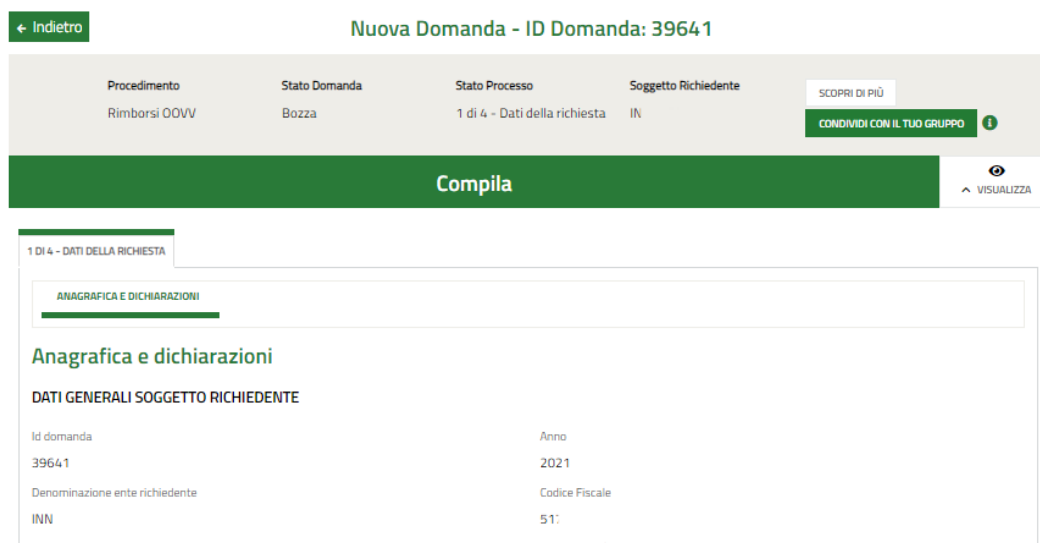 ← Indietro
Nuova Domanda - ID Domanda: 39641
Procedimento Stato Domanda Stato Processo Soggetto Richiedente
SCOPRI DI PIÙ
Rimborsi OOVV Bozza 1 di 4 - Dati della richiesta IN
CONDIVIDI CON IL TUO GRUPPO i
Compila
VISUALIZZA
1 DI 4 - DATI DELLA RICHIESTA
ANAGRAFICA E DICHIARAZIONI
Anagrafica e dichiarazioni
DATI GENERALI SOGGETTO RICHIEDENTE
Id domanda Anno
39641 2021
Denominazione ente richiedente Codice Fiscale
INN 517